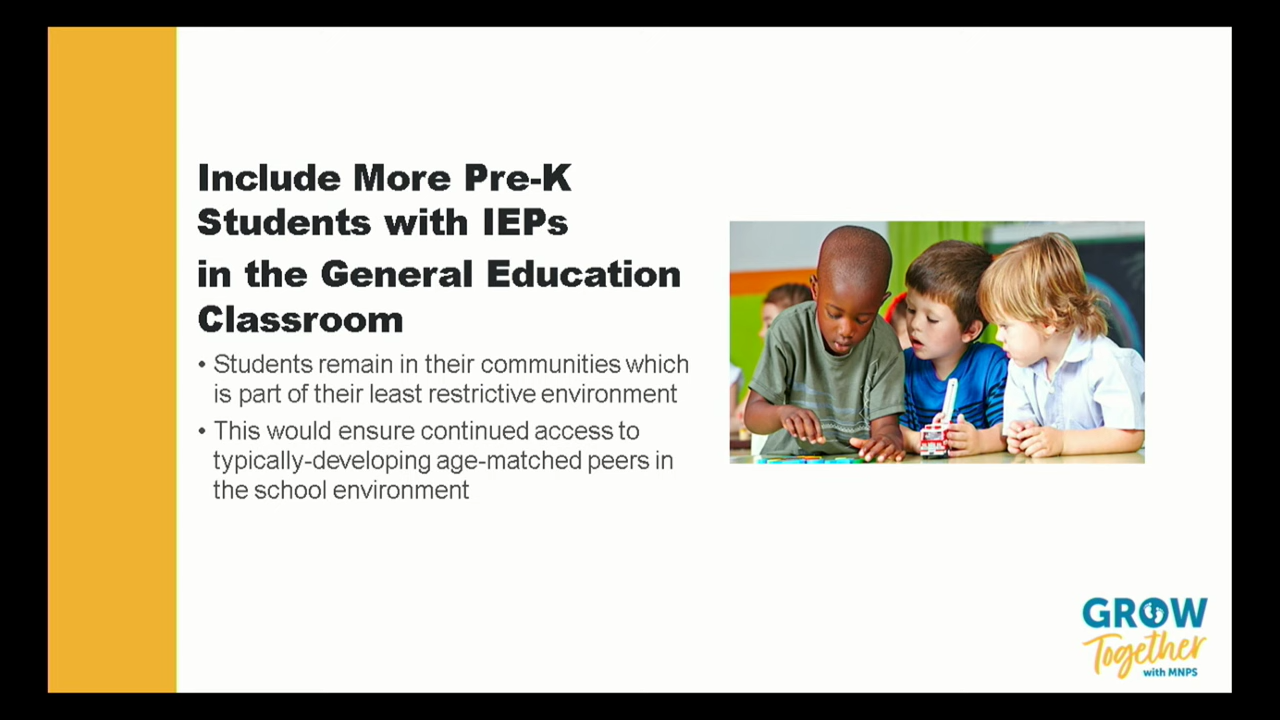 Include More Pre-K
Students with IEPs
in the General Education
Classroom
• Students remain in their communities which
is part of their least restrictive environment
• This would ensure continued access to
typically-developing age-matched peers in
the school environment
GROW
Together
with MNPS